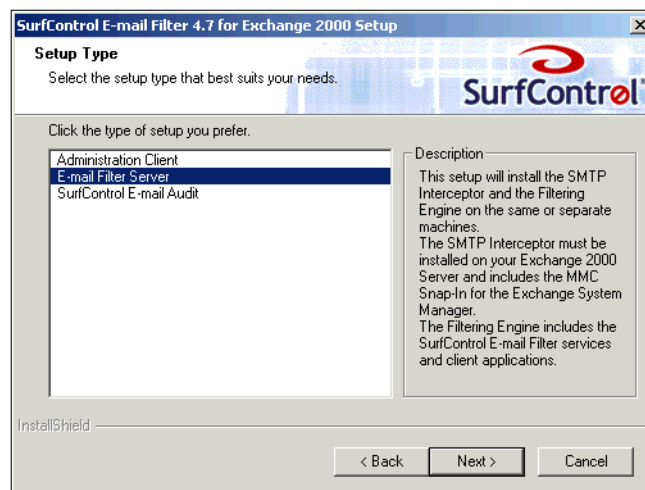 SurfControl E-mail Filter 4.7 for Exchange 2000 Setup
Setup Type
Select the setup type that best suits your needs.
SurfControl
Click the type of setup you prefer.
Administration Client
E-mail Filter Server
SurfControl E-mail Audit
Description
This setup will install the SMTP
Interceptor and the Filtering
Engine on the same or separate
machines.
The SMTP Interceptor must be
installed on your Exchange 2000
Server and includes the MMC
Snap-In for the Exchange System
Manager.
The Filtering Engine includes the
SurfControl E-mail Filter services
and client applications.
InstallShield
< Back
Next >
Cancel